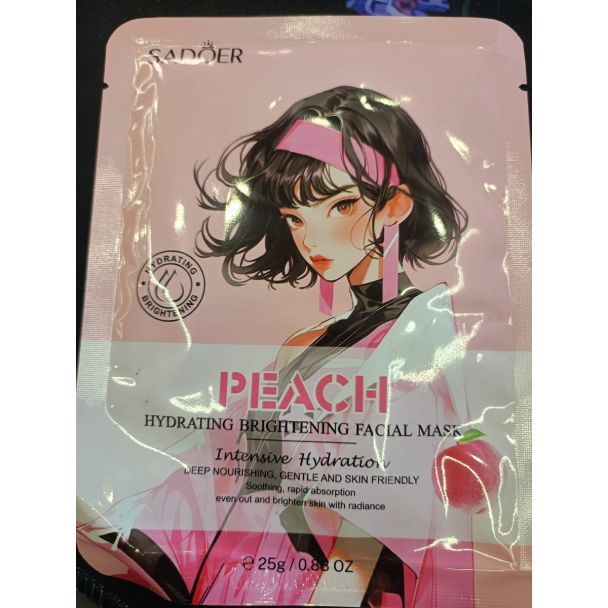 SADOER
HYDRATING
BRIGHTENING
PEACH
HYDRATING BRIGHTENING FACIAL MASK
Intensive Hydration
DEEP NOURISHING, GENTLE AND SKIN FRIENDLY
Soothing, rapid absorption
even out and brighten skin with radiance
℮ 25g / 0.88 OZ